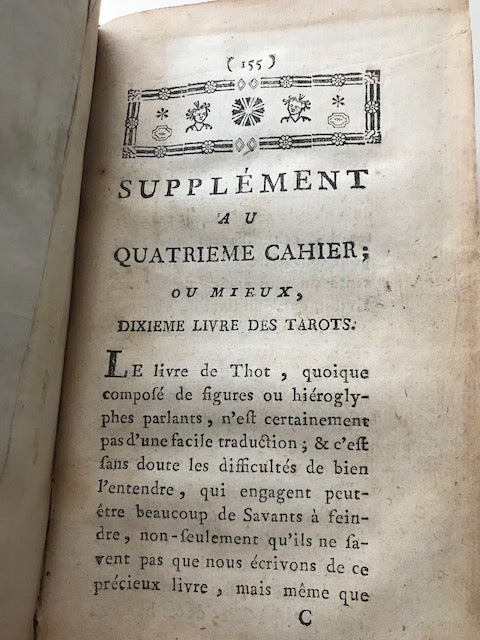 ( 155 )
SUPPLÉMENT
AU
QUATRIEME CAHIER;
OU MIEUX,
DIXIEME LIVRE DES TAROTS.
LE livre de Thot , quoique
composé de figures ou hiérogly-
phes parlants , n'eſt certainement
pas d'une facile traduction ; & c'eſt
ſans doute les difficultés de bien
l'entendre , qui engagent peut-
être beaucoup de Savants à fein-
dre , non-ſeulement qu'ils ne ſa-
vent pas que nous écrivons de ce
précieux livre , mais même que
C